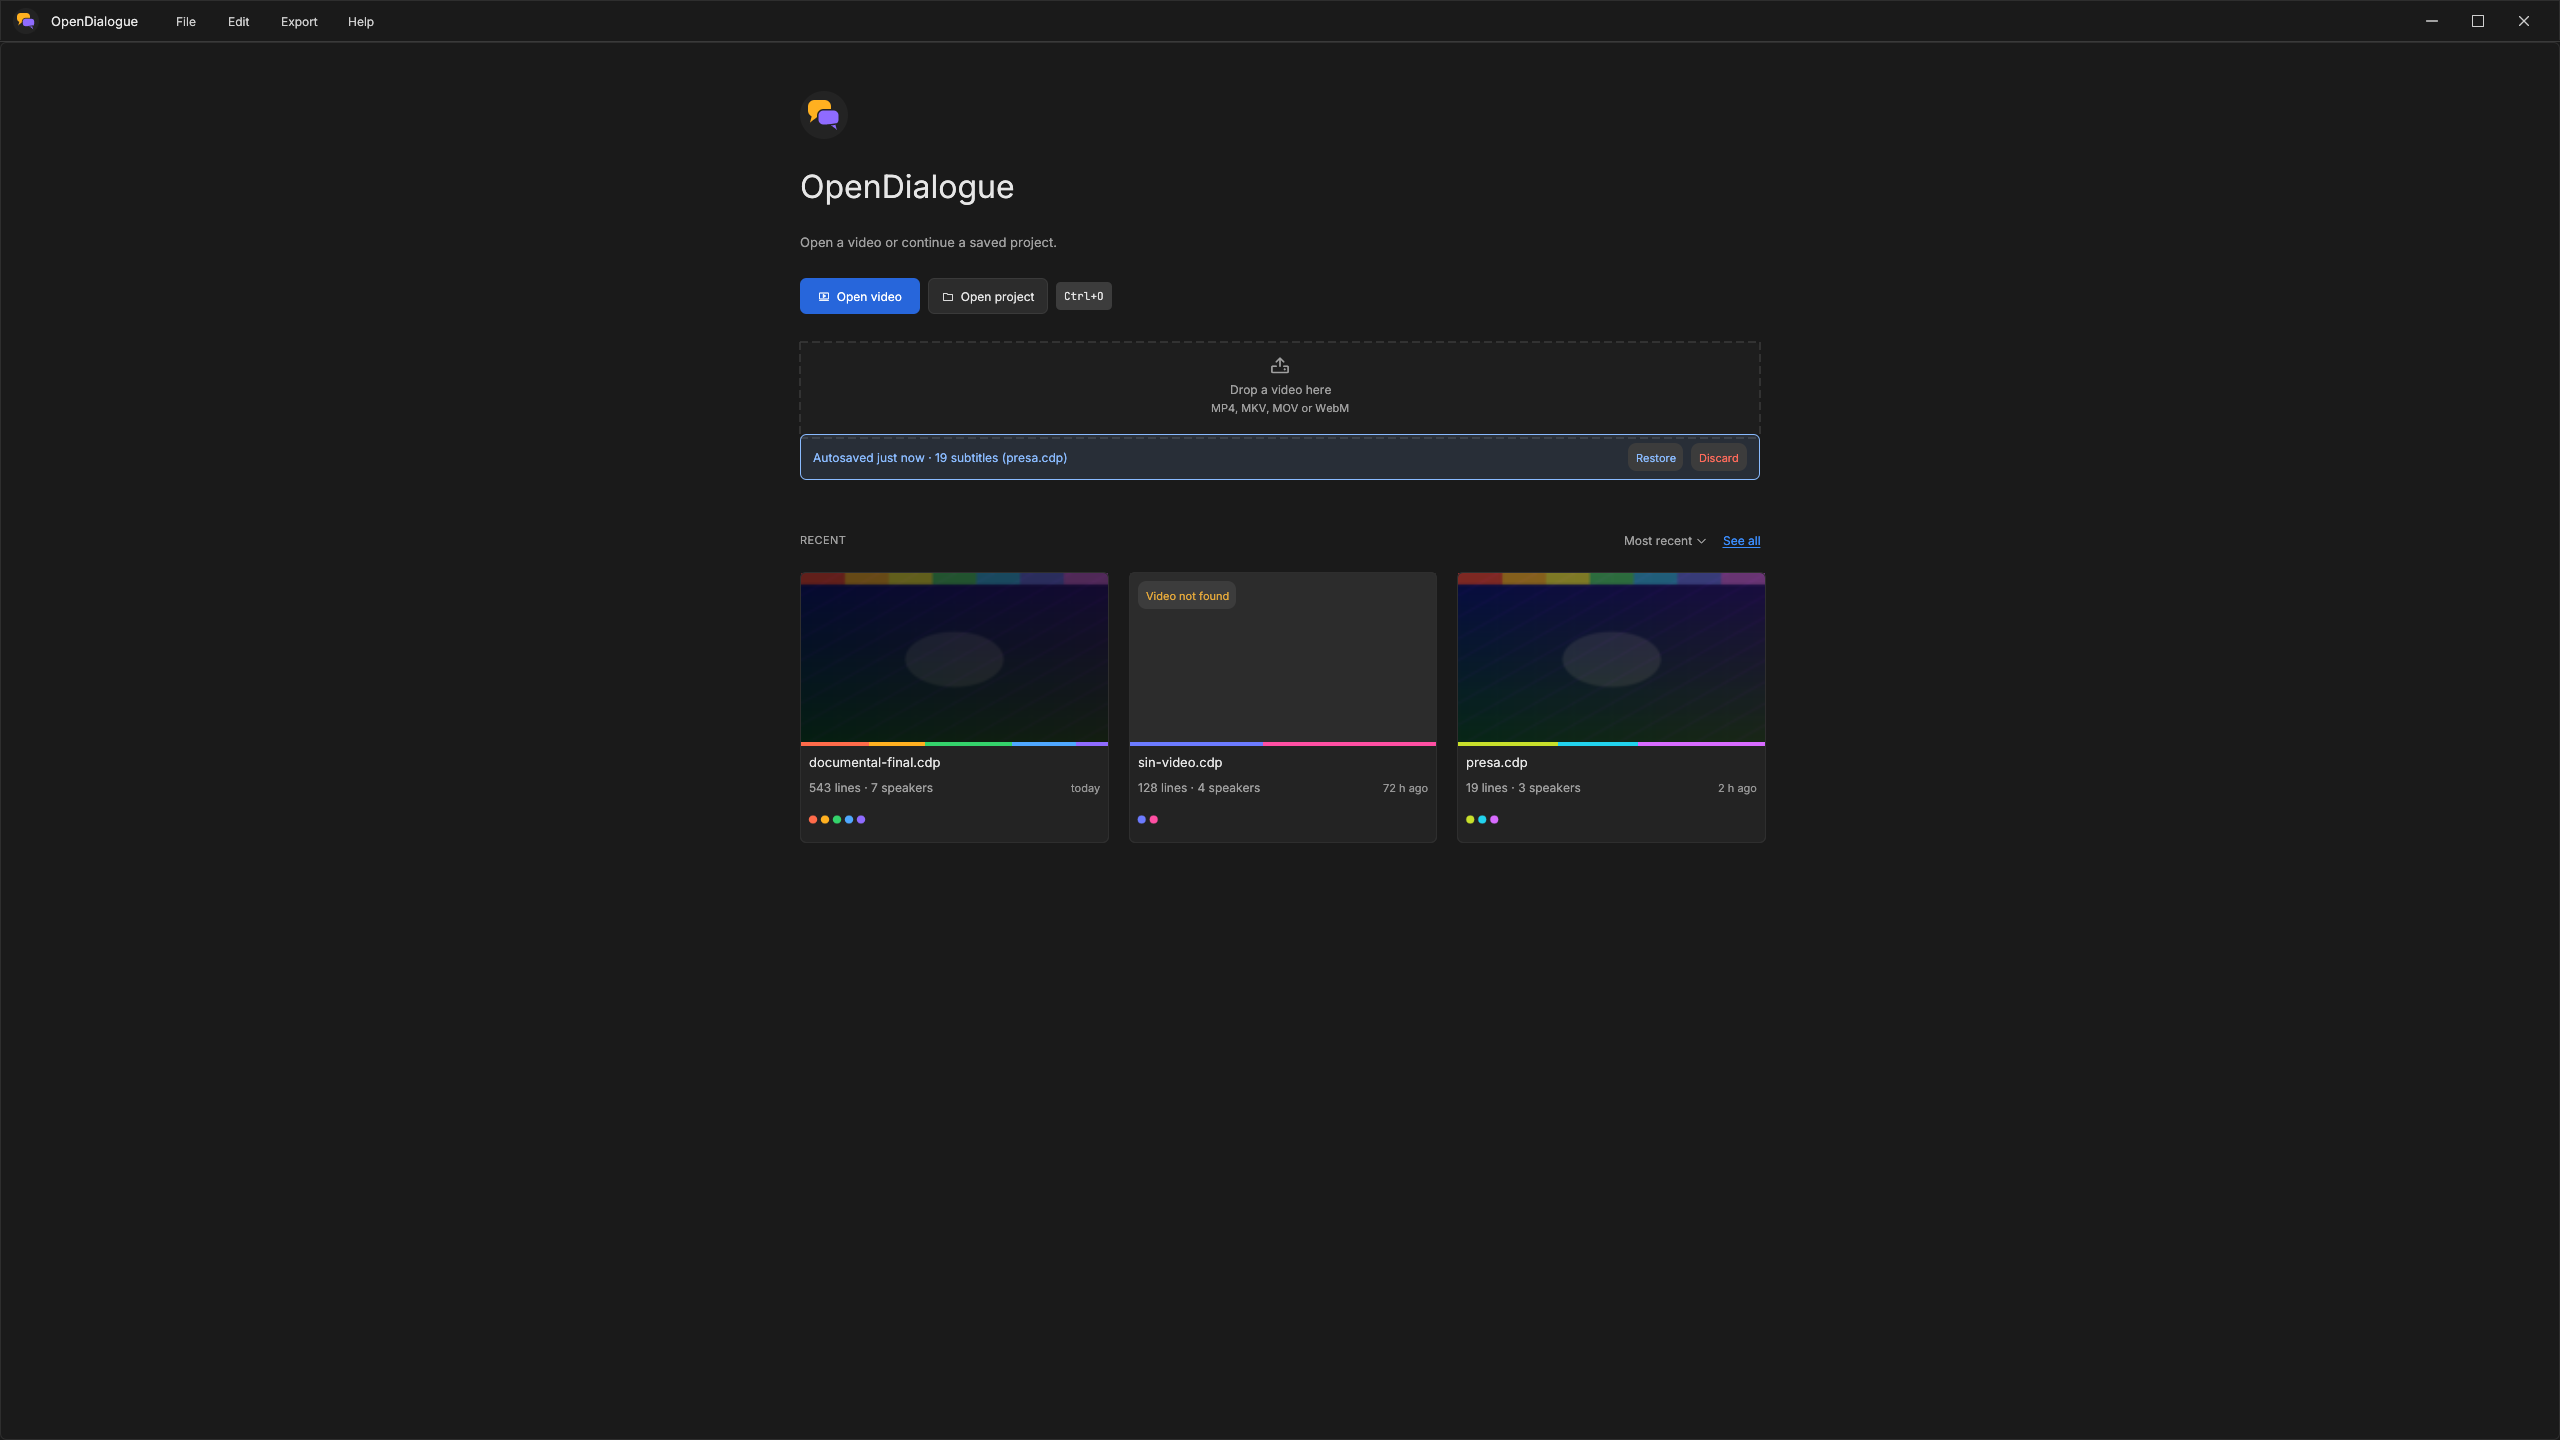 OpenDialogue File Edit Export Help
OpenDialogue
Open a video or continue a saved project.
Open video Open project Ctrl+O
Drop a video here
MP4, MKV, MOV or WebM
Autosaved just now · 19 subtitles (presa.cdp) Restore Discard
RECENT Most recent See all
Video not found
documental-final.cdp
543 lines · 7 speakers today
sin-video.cdp
128 lines · 4 speakers 72 h ago
presa.cdp
19 lines · 3 speakers 2 h ago